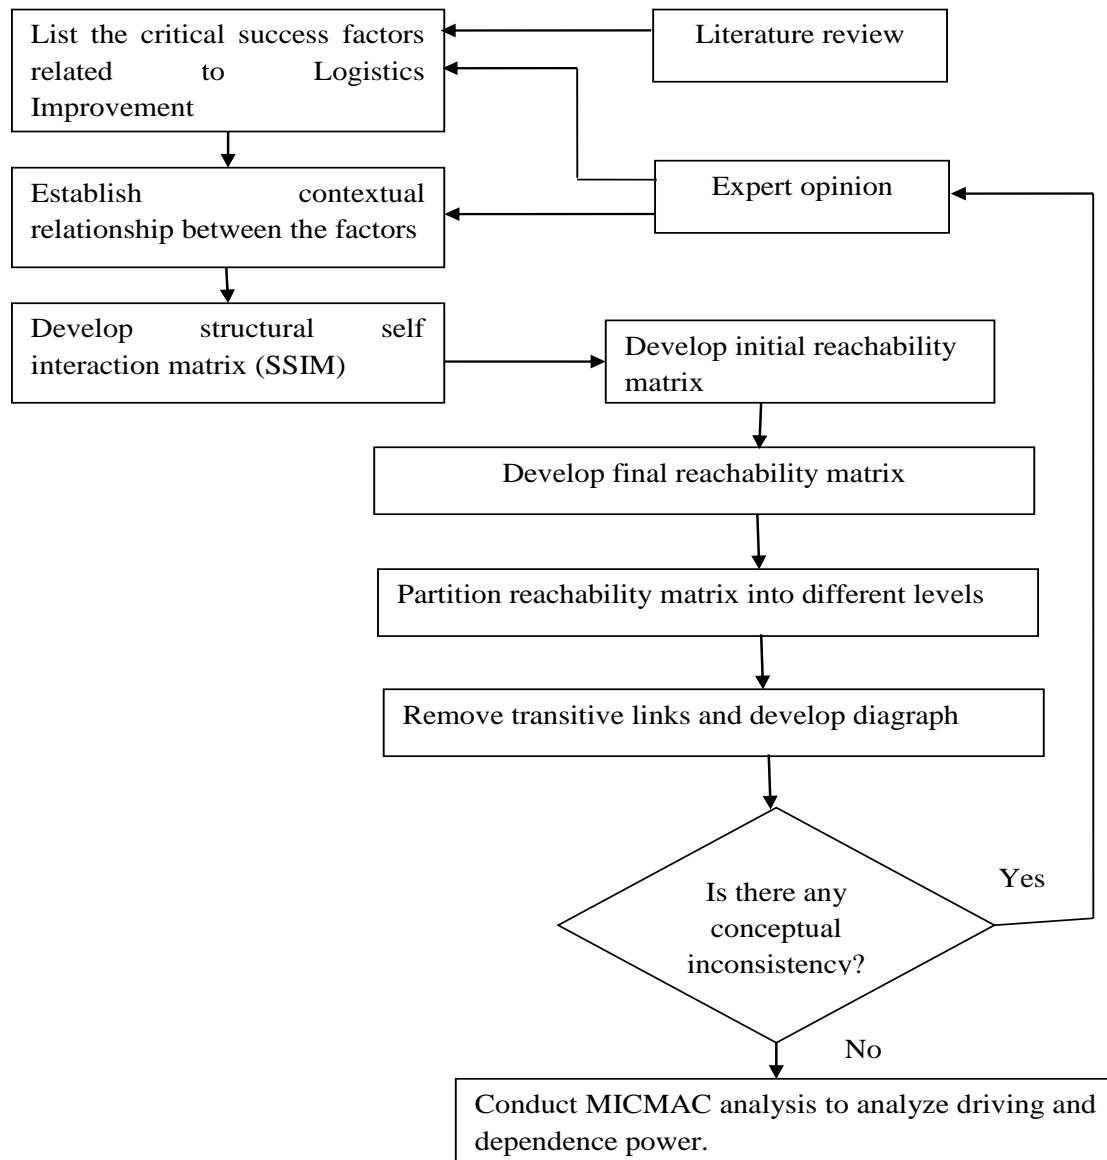 List the critical success factors
related to Logistics
Improvement
Literature review
Establish contextual
relationship between the factors
Expert opinion
Develop structural self
interaction matrix (SSIM)
Develop initial reachability
matrix
Develop final reachability matrix
Partition reachability matrix into different levels
Remove transitive links and develop diagraph
Is there any
conceptual
inconsistency?
Yes
No
Conduct MICMAC analysis to analyze driving and
dependence power.